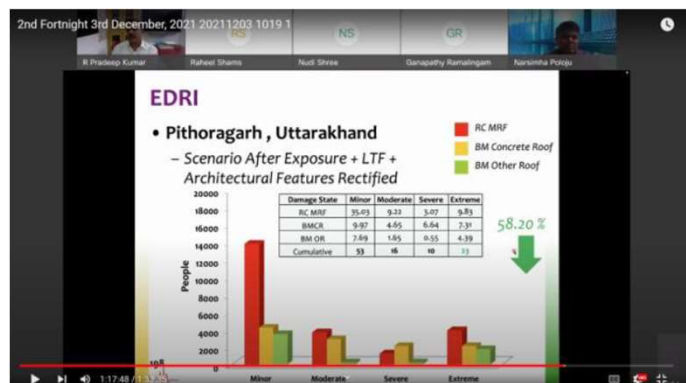 2nd Fortnight 3rd December, 2021 20211203 1019 1
RS
NS
GR
R Pradeep Kumar
Raheel Shams
Nudi Shree
Ganapathy Ramalingam
Narsimha Poloju
EDRI
• Pithoragarh , Uttarakhand
– Scenario After Exposure + LTF +
Architectural Features Rectified
RC MRF
BM Concrete Roof
BM Other Roof
Damage State Minor Moderate Severe Extreme
RC MRF 35.03 9.22 3.07 9.83
BMCR 9.97 4.65 6.64 7.31
BM OR 7.69 1.65 0.55 4.39
Cumulative 53 16 10 23
58.20 %
People
20000
18000
16000
14000
12000
10000
8000
6000
4000
2000
0
Minor
Moderate
Severe
Extreme